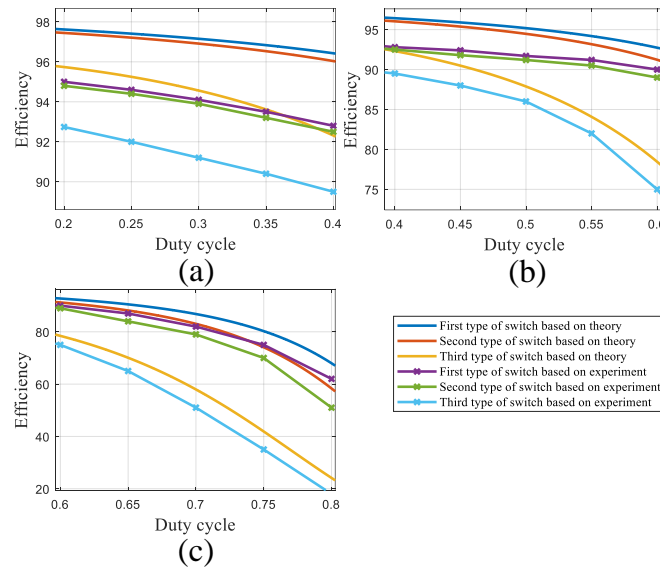 98
96
94
92
90
Efficiency
0.2
0.25
0.3
0.35
0.4
Duty cycle
(a)
95
90
85
80
75
Efficiency
0.4
0.45
0.5
0.55
0.6
Duty cycle
(b)
80
60
40
20
Efficiency
0.6
0.65
0.7
0.75
0.8
Duty cycle
(c)
First type of switch based on theory
Second type of switch based on theory
Third type of switch based on theory
First type of switch based on experiment
Second type of switch based on experiment
Third type of switch based on experiment